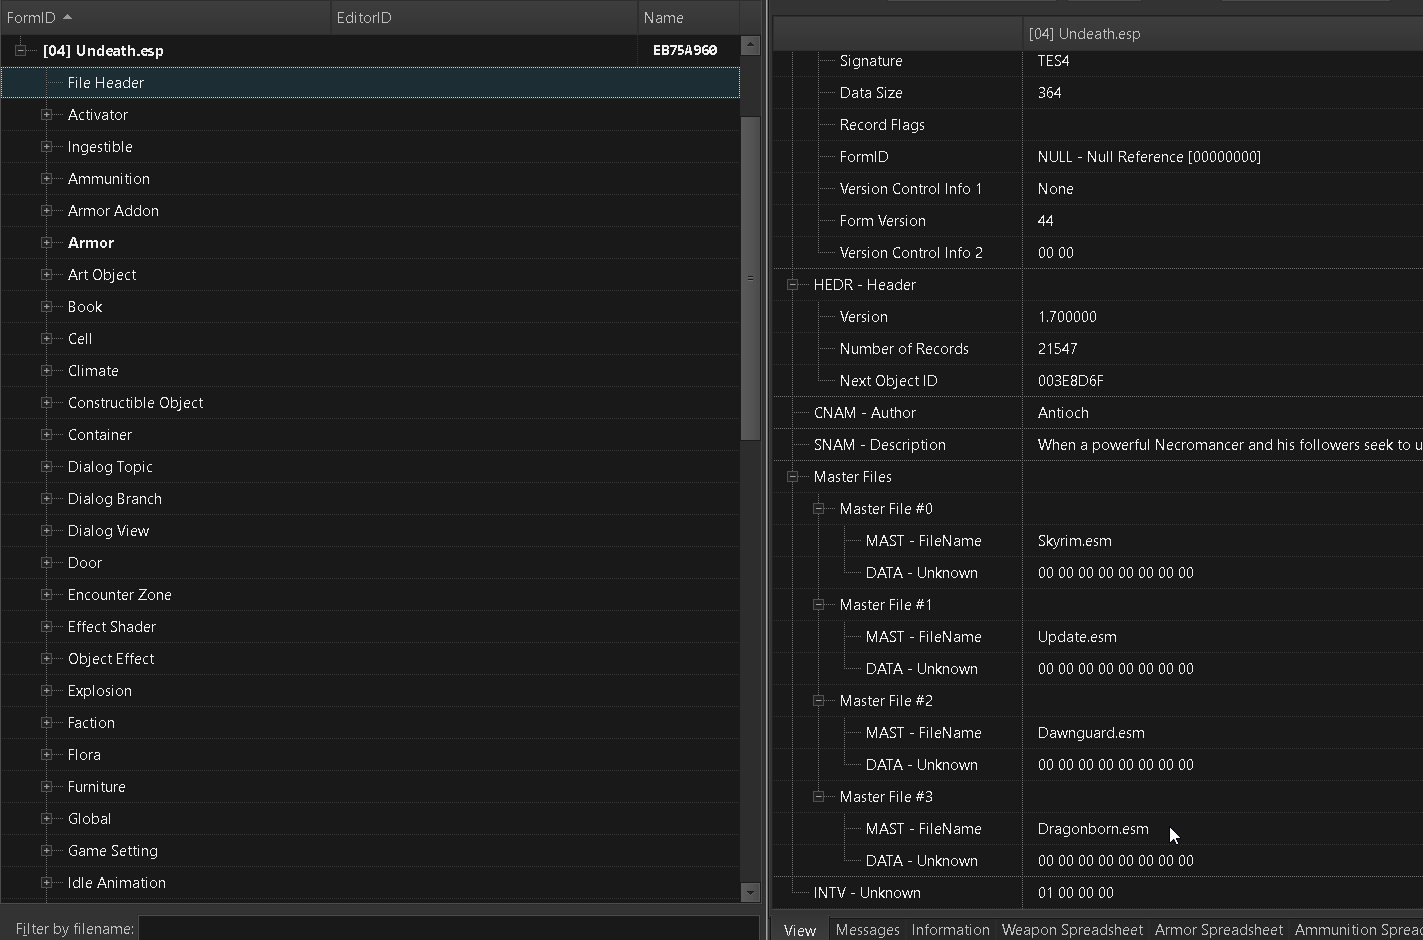 FormID EditorID Name
[04] Undeath.esp EB75A960
File Header
Activator
Ingestible
Ammunition
Armor Addon
Armor
Art Object
Book
Cell
Climate
Constructible Object
Container
Dialog Topic
Dialog Branch
Dialog View
Door
Encounter Zone
Effect Shader
Object Effect
Explosion
Faction
Flora
Furniture
Global
Game Setting
Idle Animation
Filter by filename:
[04] Undeath.esp
Signature TES4
Data Size 364
Record Flags
FormID NULL - Null Reference [00000000]
Version Control Info 1 None
Form Version 44
Version Control Info 2 00 00
HEDR - Header
Version 1.700000
Number of Records 21547
Next Object ID 003E8D6F
CNAM - Author Antioch
SNAM - Description When a powerful Necromancer and his followers seek to u
Master Files
Master File #0
MAST - FileName Skyrim.esm
DATA - Unknown 00 00 00 00 00 00 00 00
Master File #1
MAST - FileName Update.esm
DATA - Unknown 00 00 00 00 00 00 00 00
Master File #2
MAST - FileName Dawnguard.esm
DATA - Unknown 00 00 00 00 00 00 00 00
Master File #3
MAST - FileName Dragonborn.esm
DATA - Unknown 00 00 00 00 00 00 00 00
INTV - Unknown 01 00 00 00
View Messages Information Weapon Spreadsheet Armor Spreadsheet Ammunition Sprea